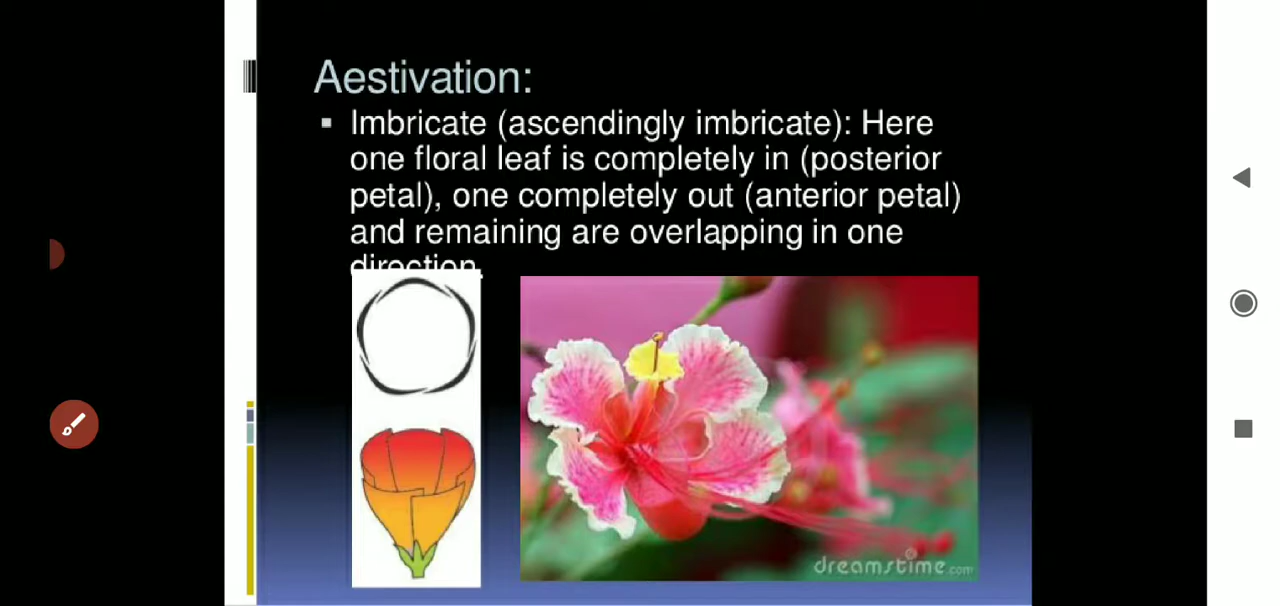 Aestivation:
Imbricate (ascendingly imbricate): Here
one floral leaf is completely in (posterior
petal), one completely out (anterior petal)
and remaining are overlapping in one
direction.
dreamstime.com